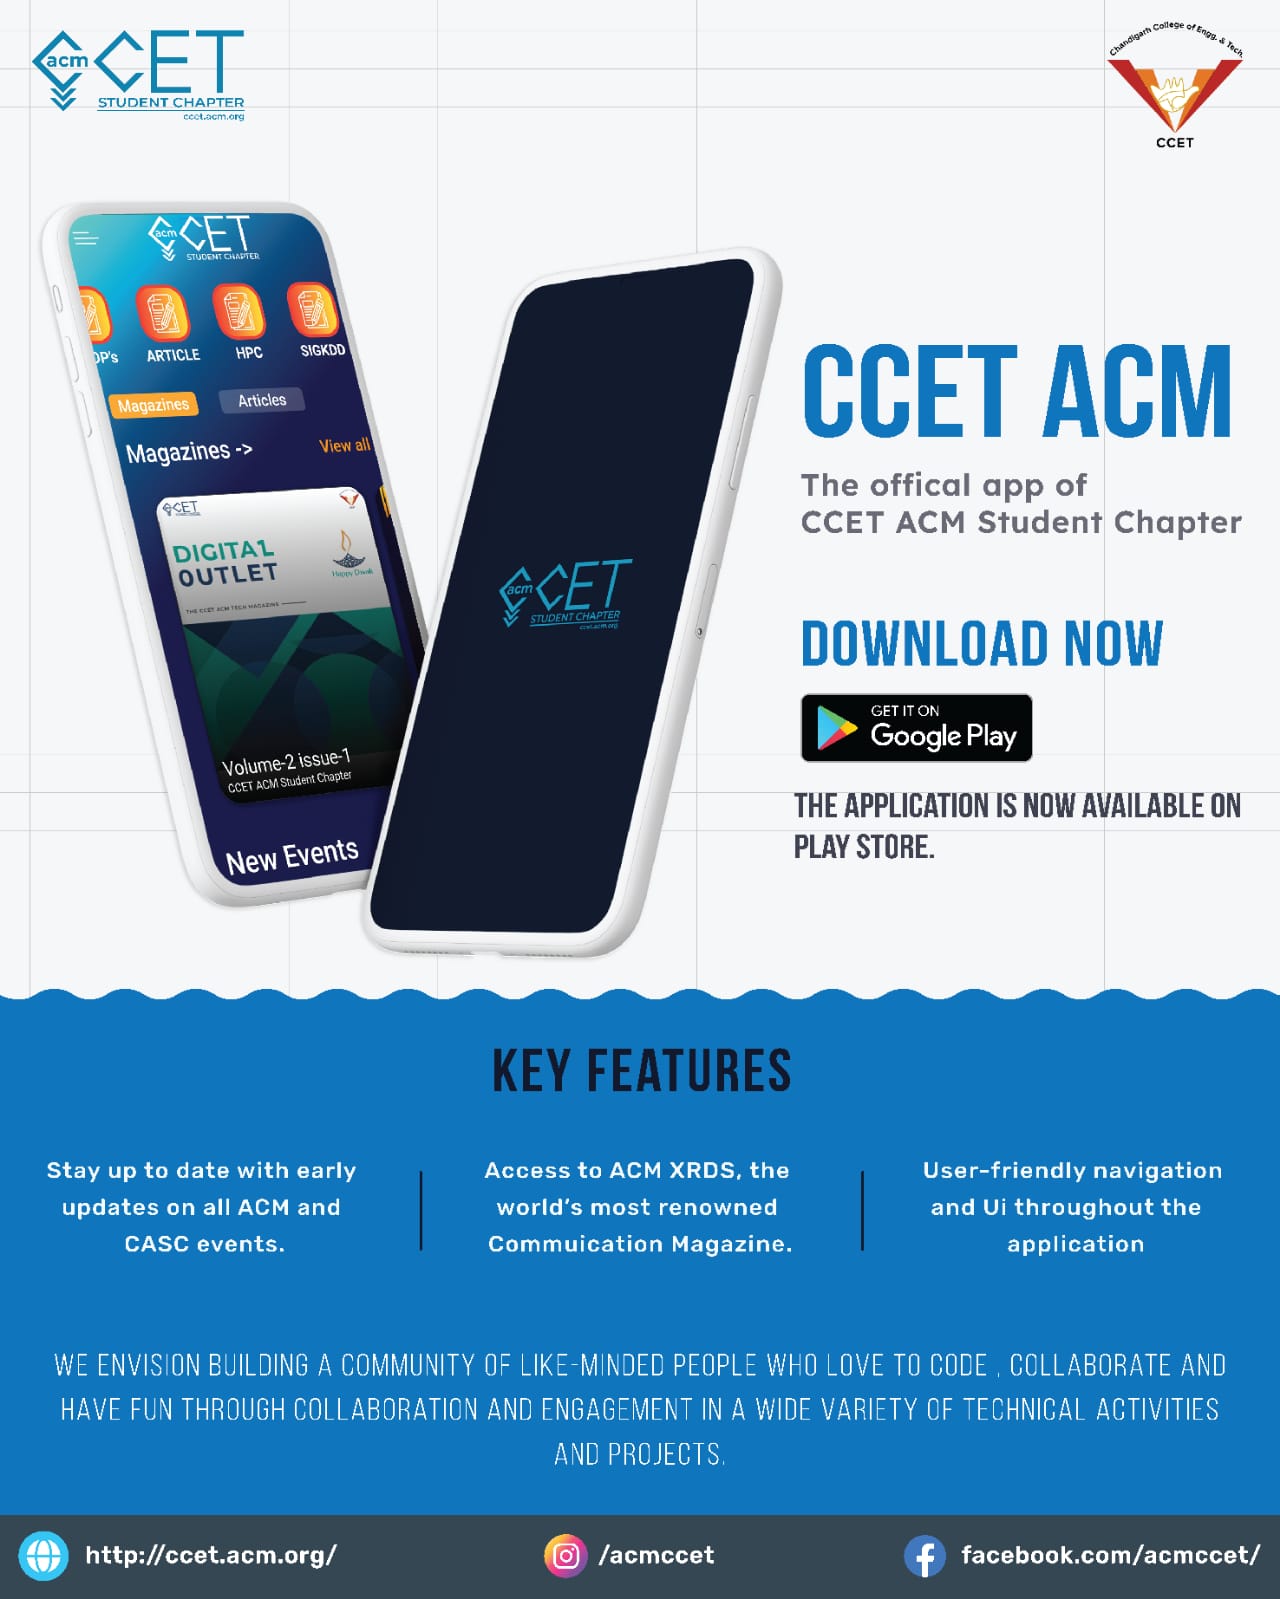 acm CCET
STUDENT CHAPTER
ccet.acm.org
Chandigarh College of Engg. & Tech.
CCET
acm CCET
STUDENT CHAPTER
OP's ARTICLE HPC SIGKDD
Magazines Articles
Magazines -> View all
CCET
DIGITAL
OUTLET
Happy Diwali
THE CCET ACM TECH MAGAZINE
Volume-2 issue-1
CCET ACM Student Chapter
New Events
acm CCET
STUDENT CHAPTER
ccet.acm.org
CCET ACM
The offical app of
CCET ACM Student Chapter
DOWNLOAD NOW
GET IT ON
Google Play
THE APPLICATION IS NOW AVAILABLE ON
PLAY STORE.
KEY FEATURES
Stay up to date with early
updates on all ACM and
CASC events.
Access to ACM XRDS, the
world's most renowned
Commuication Magazine.
User-friendly navigation
and Ui throughout the
application
WE ENVISION BUILDING A COMMUNITY OF LIKE-MINDED PEOPLE WHO LOVE TO CODE , COLLABORATE AND
HAVE FUN THROUGH COLLABORATION AND ENGAGEMENT IN A WIDE VARIETY OF TECHNICAL ACTIVITIES
AND PROJECTS.
http://ccet.acm.org/
/acmccet
facebook.com/acmccet/